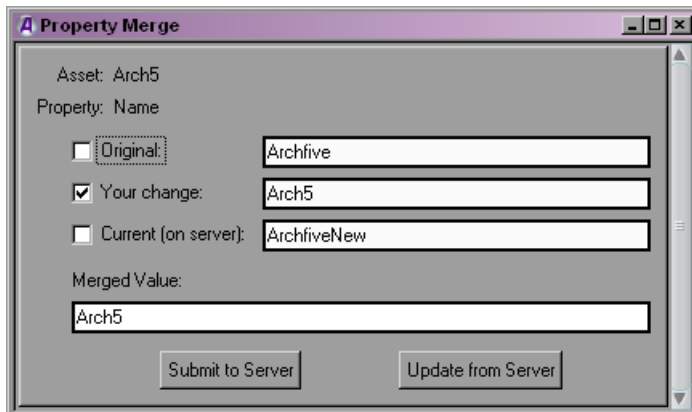 Property Merge
Asset: Arch5
Property: Name
Original: Archfive
Your change: Arch5
Current (on server): ArchfiveNew
Merged Value:
Arch5
Submit to Server Update from Server